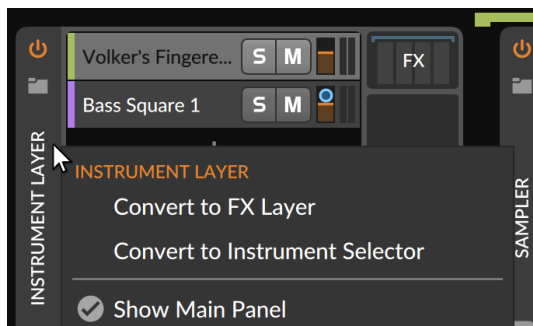 Volker's Fingere... S M FX
Bass Square 1 S M
INSTRUMENT LAYER
INSTRUMENT LAYER
Convert to FX Layer
Convert to Instrument Selector
Show Main Panel
SAMPLER